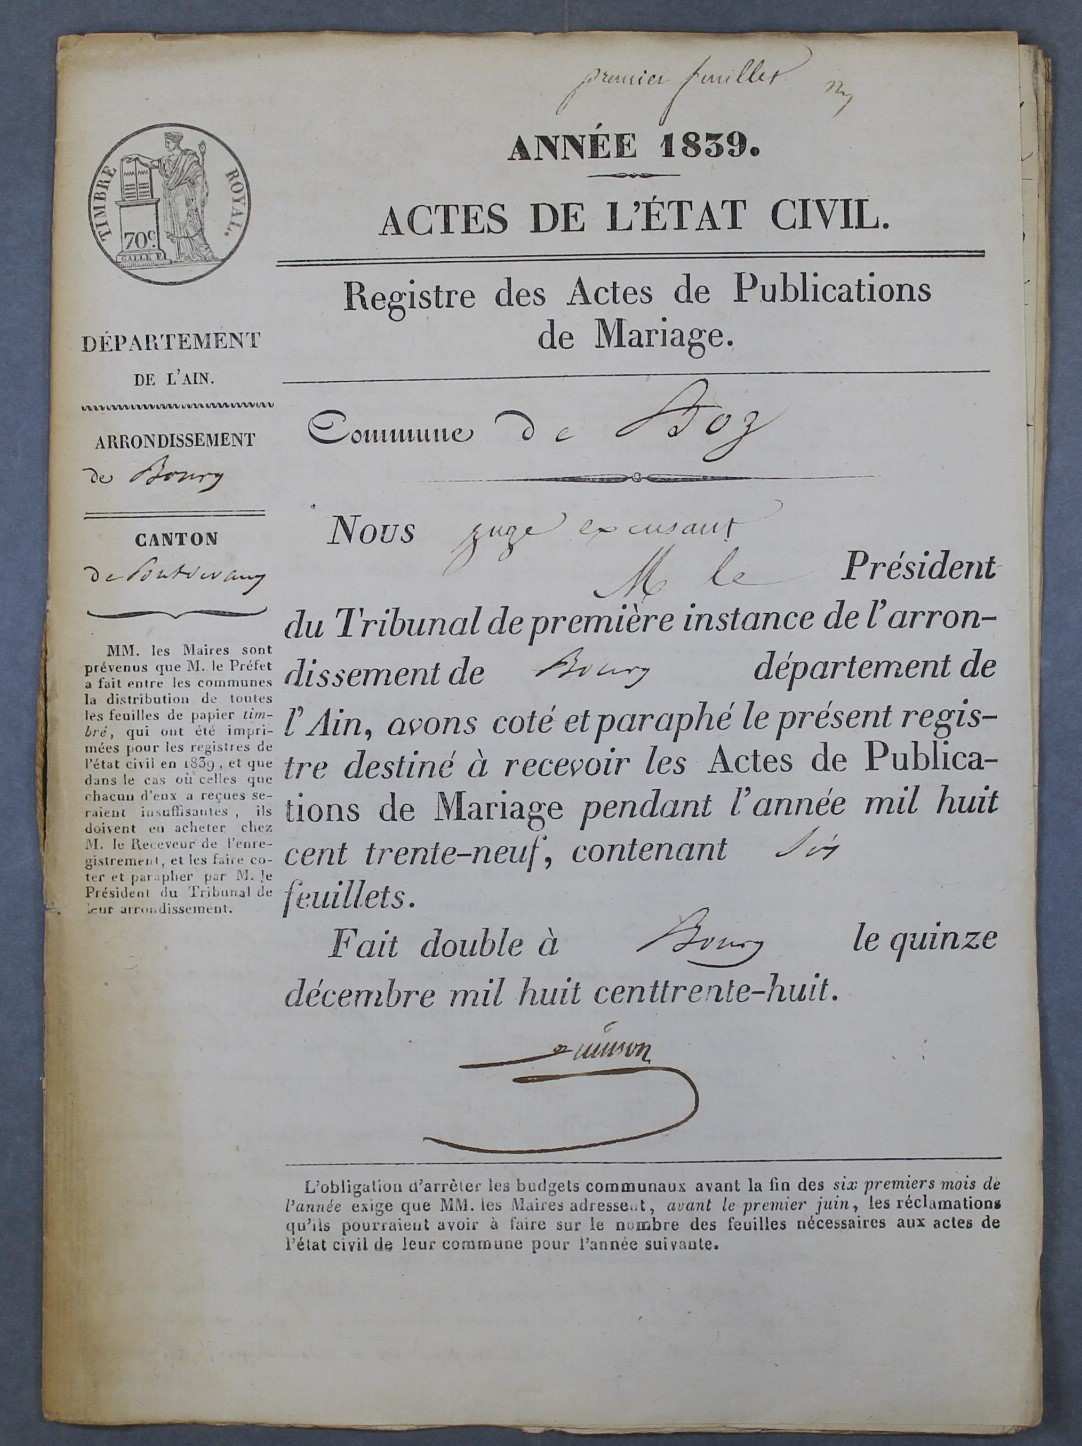 premier feuillet
ANNÉE 1839.
ACTES DE L'ÉTAT CIVIL.
TIMBRE ROYAL.
70c.
Registre des Actes de Publications
de Mariage.
DÉPARTEMENT
DE L'AIN.
ARRONDISSEMENT
de Bourg
CANTON
de Pontdevaux
MM. les Maires sont
prévenus que M. le Préfet
a fait entre les communes
la distribution de toutes
les feuilles de papier tim-
bré, qui ont été impri-
mées pour les registres de
l'état civil en 1839, et que
dans le cas où celles que
chacun d'eux a reçues se-
raient insuffisantes, ils
doivent en acheter chez
M. le Receveur de l'enre-
gistrement, et les faire co-
ter et parapher par M. le
Président du Tribunal de
leur arrondissement.
Commune de Boz
Nous juge excusant
M le Président
du Tribunal de première instance de l'arron-
dissement de Bourg département de
l'Ain, avons coté et paraphé le présent regis-
tre destiné à recevoir les Actes de Publica-
tions de Mariage pendant l'année mil huit
cent trente-neuf, contenant Six
feuillets.
Fait double à Bourg le quinze
décembre mil huit centtrente-huit.
L'obligation d'arrêter les budgets communaux avant la fin des six premiers mois de
l'année exige que MM. les Maires adressent, avant le premier juin, les réclamations
qu'ils pourraient avoir à faire sur le nombre des feuilles nécessaires aux actes de
l'état civil de leur commune pour l'année suivante.